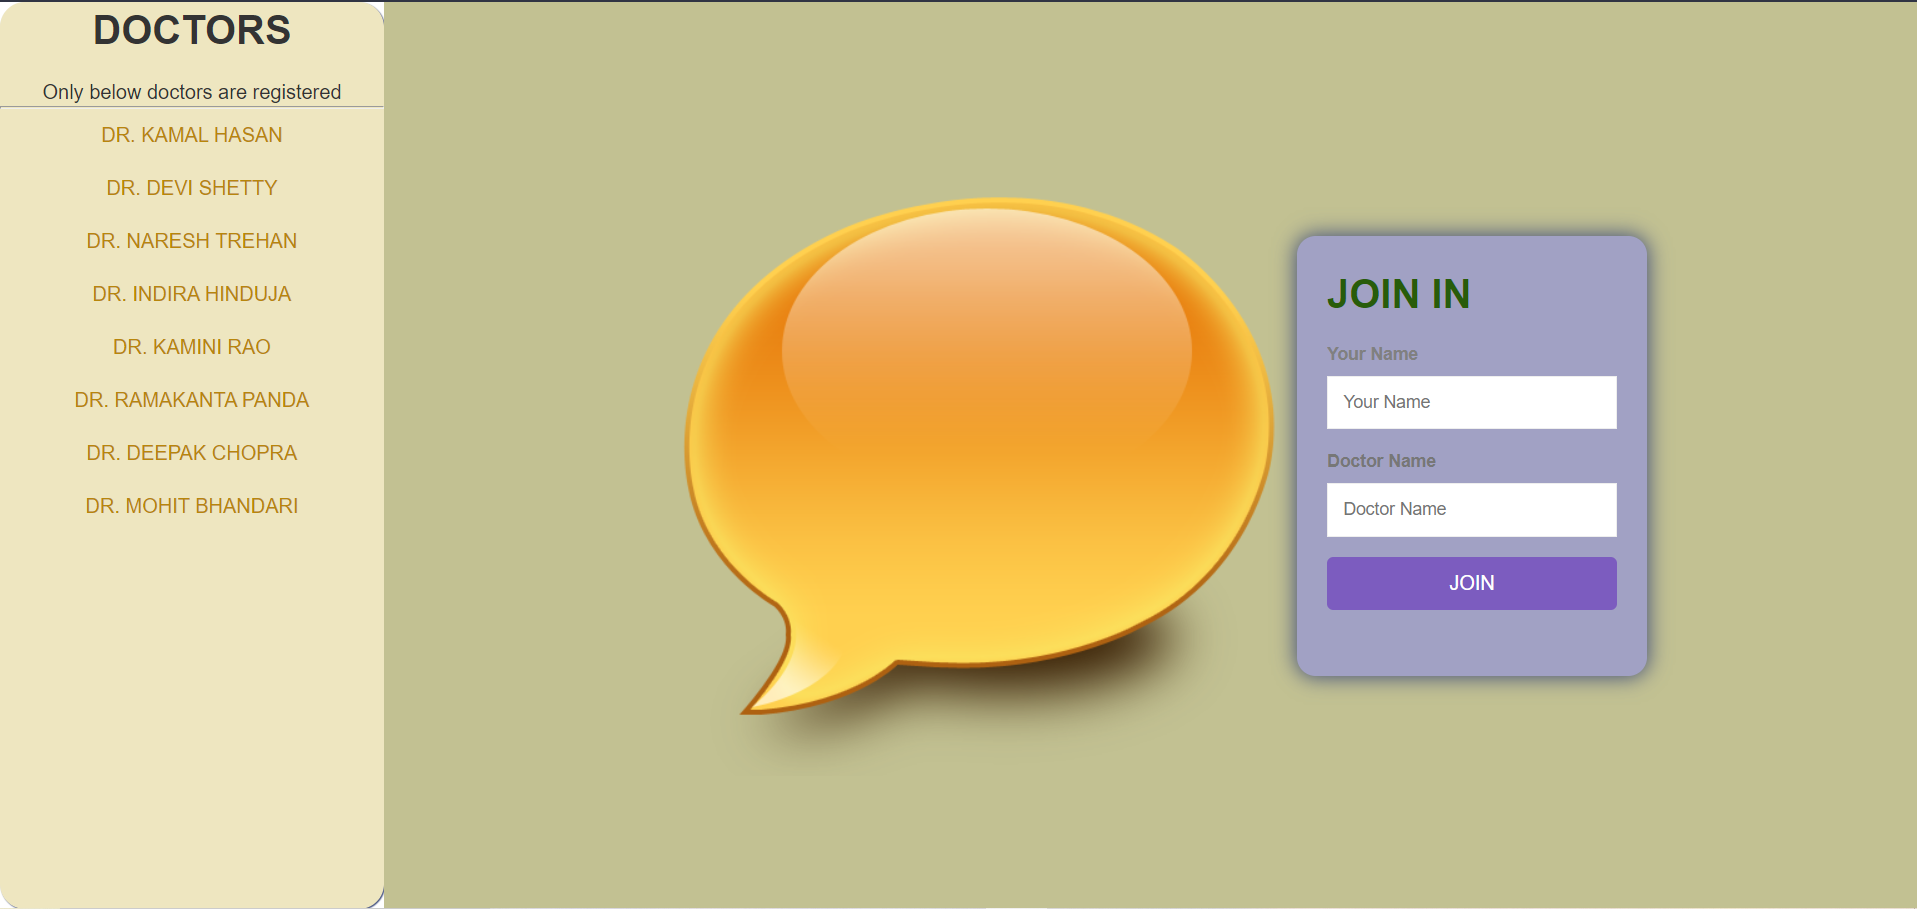 DOCTORS
Only below doctors are registered
DR. KAMAL HASAN
DR. DEVI SHETTY
DR. NARESH TREHAN
DR. INDIRA HINDUJA
DR. KAMINI RAO
DR. RAMAKANTA PANDA
DR. DEEPAK CHOPRA
DR. MOHIT BHANDARI
JOIN IN
Your Name
Your Name
Doctor Name
Doctor Name
JOIN